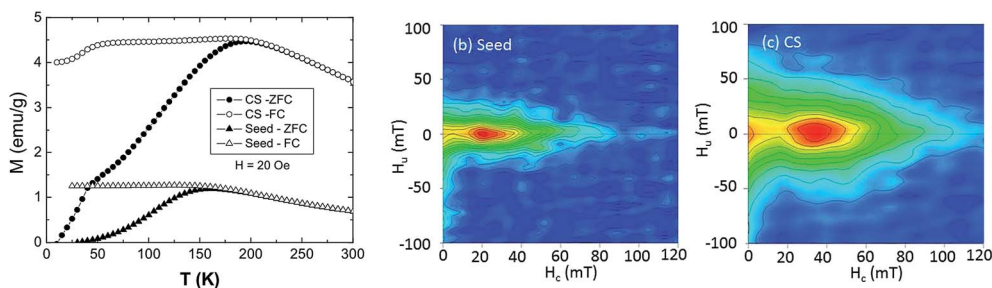 M (emu/g)
5
4
3
2
1
0
0 50 100 150 200 250 300
T (K)
CS -ZFC
CS -FC
Seed - ZFC
Seed - FC
H = 20 Oe
(b) Seed
H_u (mT)
100
50
0
-50
-100
0 20 40 60 80 100 120
H_c (mT)
(c) CS
H_u (mT)
100
50
0
-50
-100
0 20 40 60 80 100 120
H_c (mT)